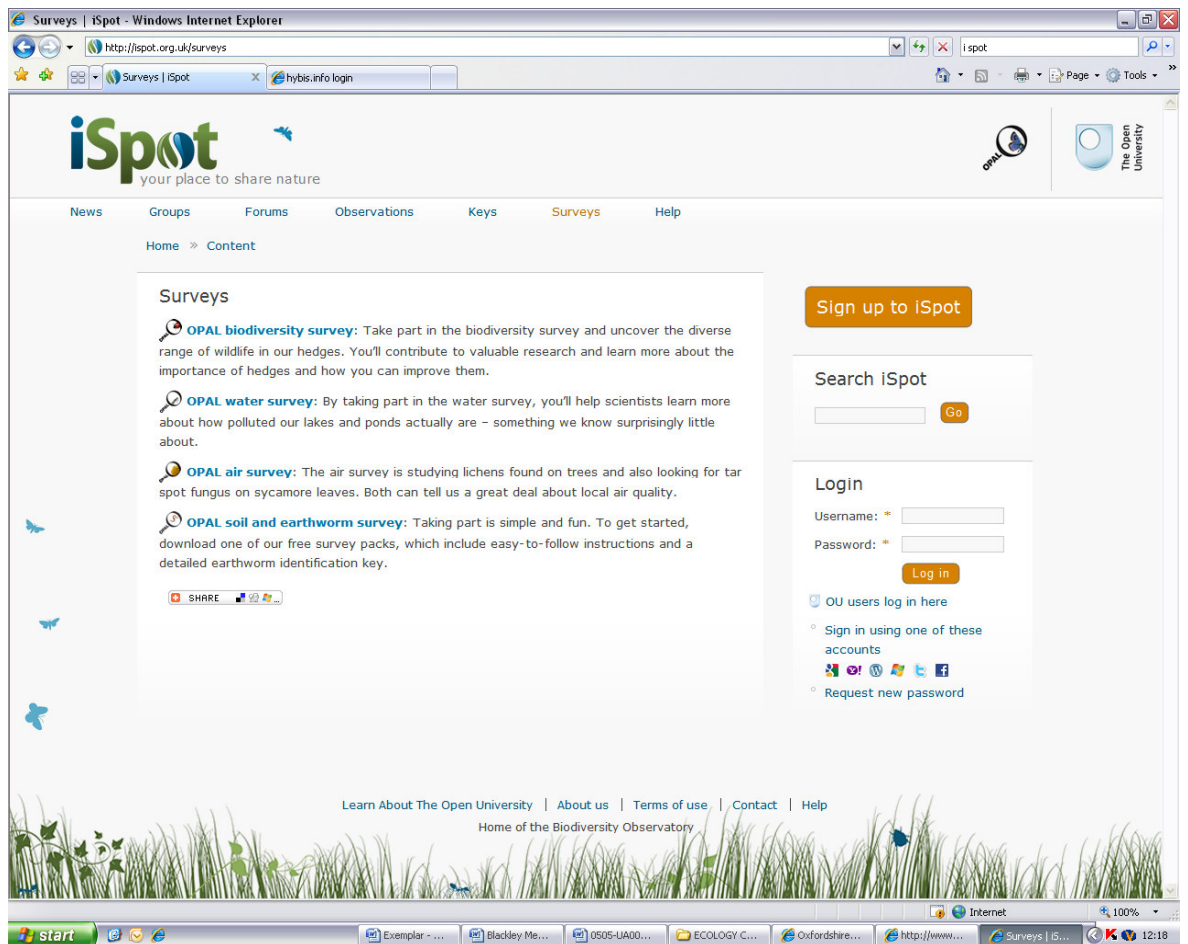 Surveys | iSpot - Windows Internet Explorer
http://ispot.org.uk/surveys
i spot
Surveys | iSpot
hybis.info login
Page
Tools
iSpot
your place to share nature
OPAL
The Open
University
News Groups Forums Observations Keys Surveys Help
Home » Content
Surveys
OPAL biodiversity survey: Take part in the biodiversity survey and uncover the diverse
range of wildlife in our hedges. You'll contribute to valuable research and learn more about the
importance of hedges and how you can improve them.
OPAL water survey: By taking part in the water survey, you'll help scientists learn more
about how polluted our lakes and ponds actually are – something we know surprisingly little
about.
OPAL air survey: The air survey is studying lichens found on trees and also looking for tar
spot fungus on sycamore leaves. Both can tell us a great deal about local air quality.
OPAL soil and earthworm survey: Taking part is simple and fun. To get started,
download one of our free survey packs, which include easy-to-follow instructions and a
detailed earthworm identification key.
SHARE
Sign up to iSpot
Search iSpot
Go
Login
Username: *
Password: *
Log in
OU users log in here
Sign in using one of these
accounts
Request new password
Learn About The Open University | About us | Terms of use | Contact | Help
Home of the Biodiversity Observatory
Internet
100%
start
Exemplar - ...
Blackley Me...
0505-UA00...
ECOLOGY C...
Oxfordshire...
http://www...
Surveys | iS...
12:18